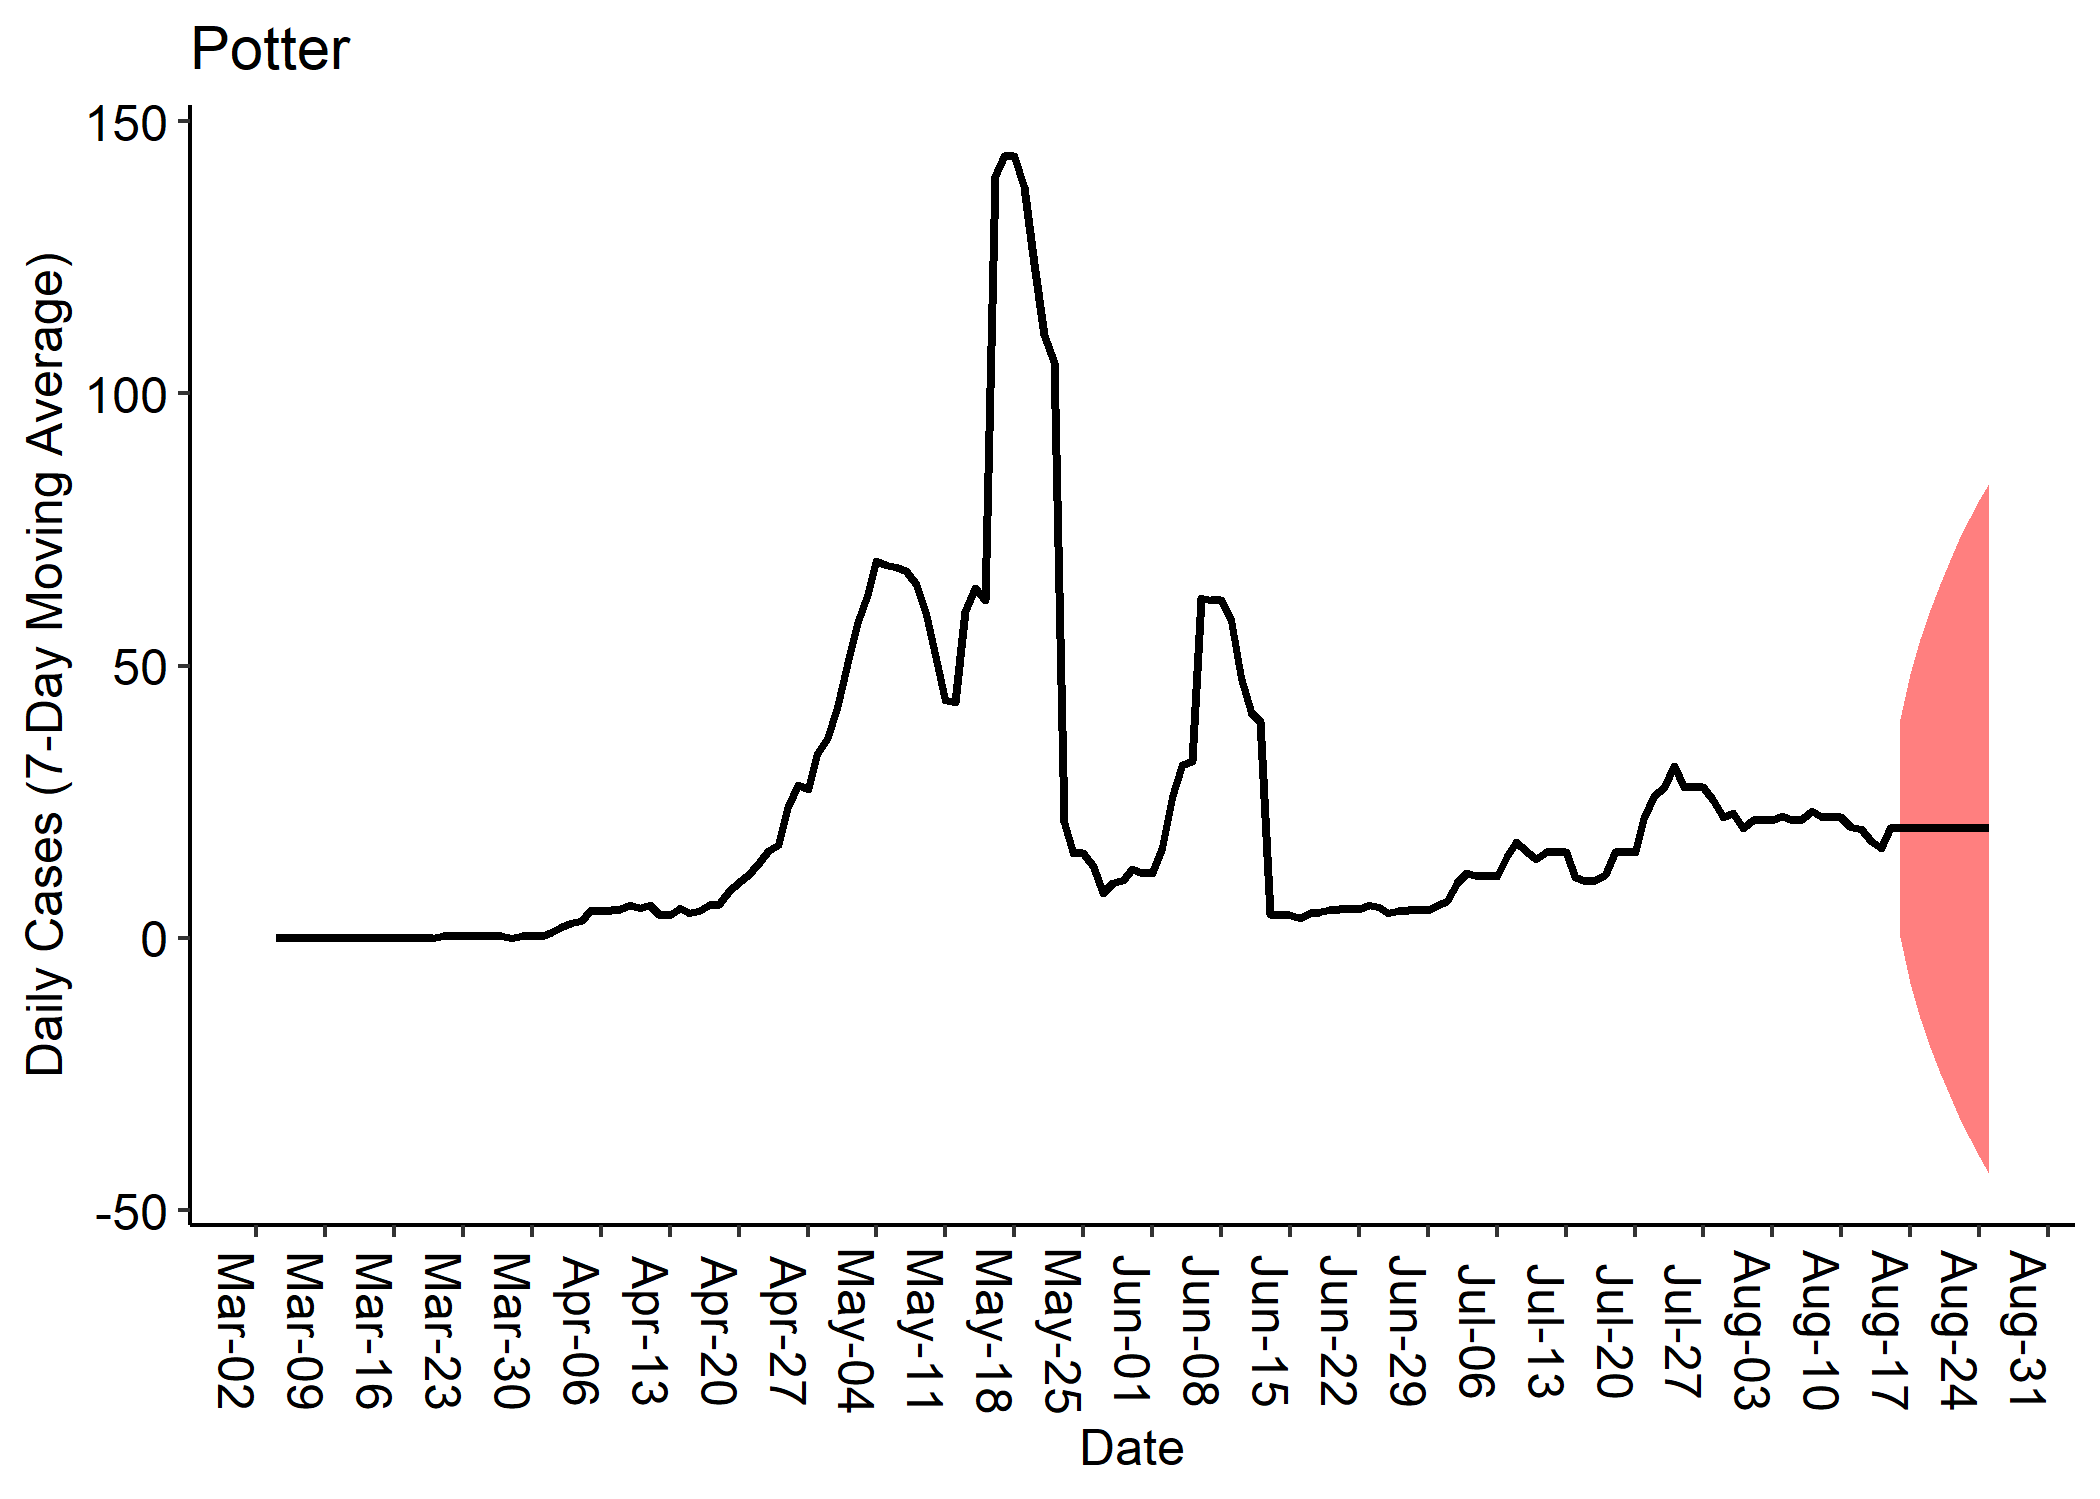 Potter
Daily Cases (7-Day Moving Average)
150
100
50
0
-50
Mar-02
Mar-09
Mar-16
Mar-23
Mar-30
Apr-06
Apr-13
Apr-20
Apr-27
May-04
May-11
May-18
May-25
Jun-01
Jun-08
Jun-15
Jun-22
Jun-29
Jul-06
Jul-13
Jul-20
Jul-27
Aug-03
Aug-10
Aug-17
Aug-24
Aug-31
Date